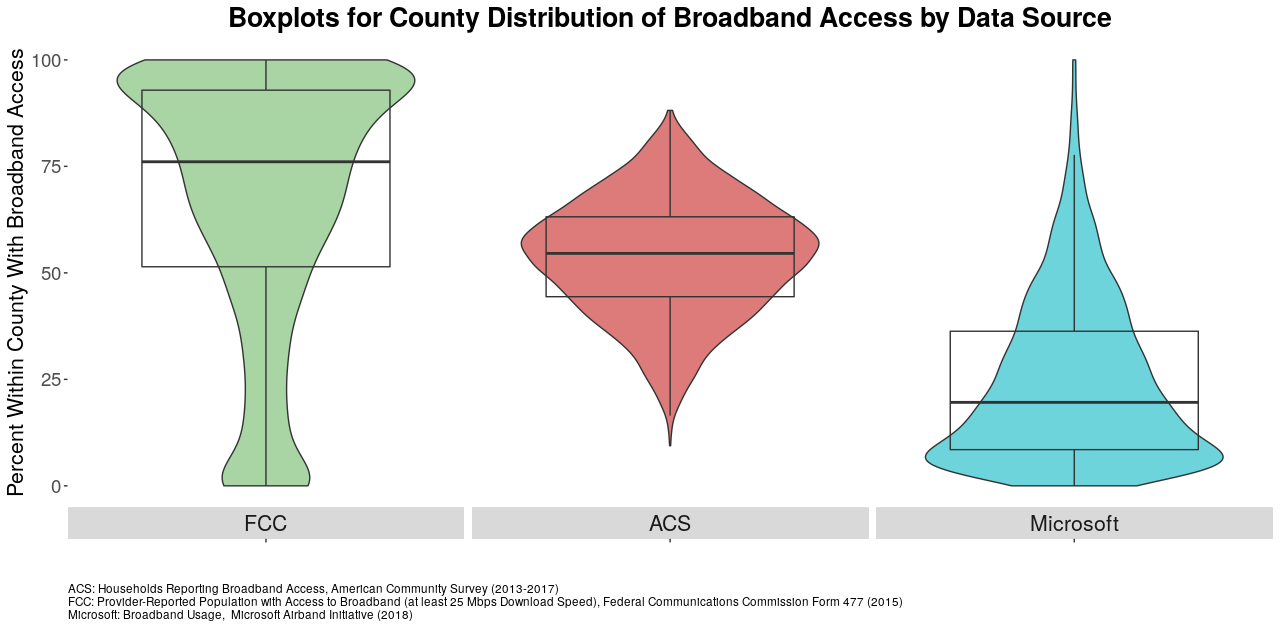 Boxplots for County Distribution of Broadband Access by Data Source
Percent Within County With Broadband Access
100
75
50
25
0
FCC
ACS
Microsoft
ACS: Households Reporting Broadband Access, American Community Survey (2013-2017)
FCC: Provider-Reported Population with Access to Broadband (at least 25 Mbps Download Speed), Federal Communications Commission Form 477 (2015)
Microsoft: Broadband Usage,  Microsoft Airband Initiative (2018)